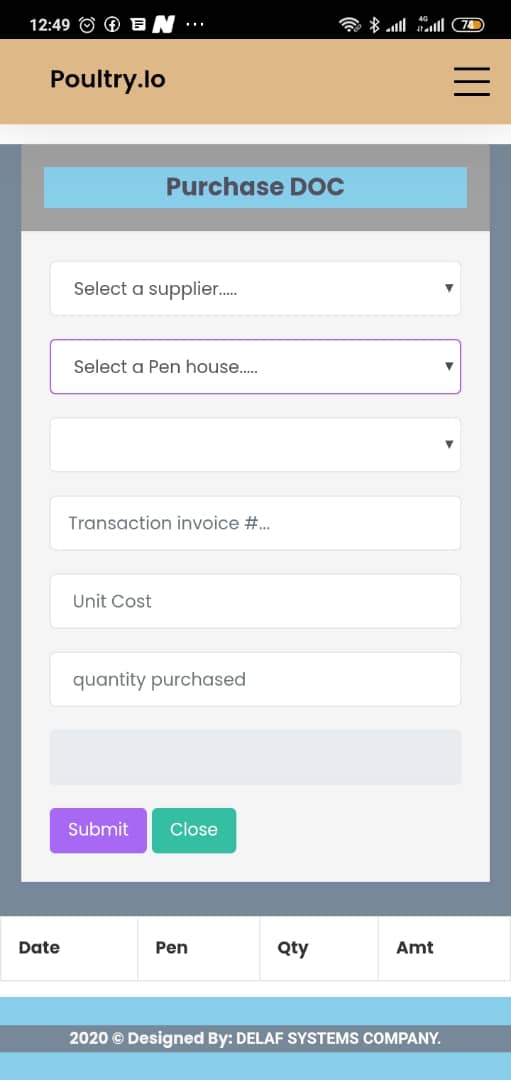 12:49
4G
74
Poultry.Io
Purchase DOC
Select a supplier.....
Select a Pen house.....
Transaction invoice #...
Unit Cost
quantity purchased
Submit Close
Date Pen Qty Amt
2020 © Designed By: DELAF SYSTEMS COMPANY.